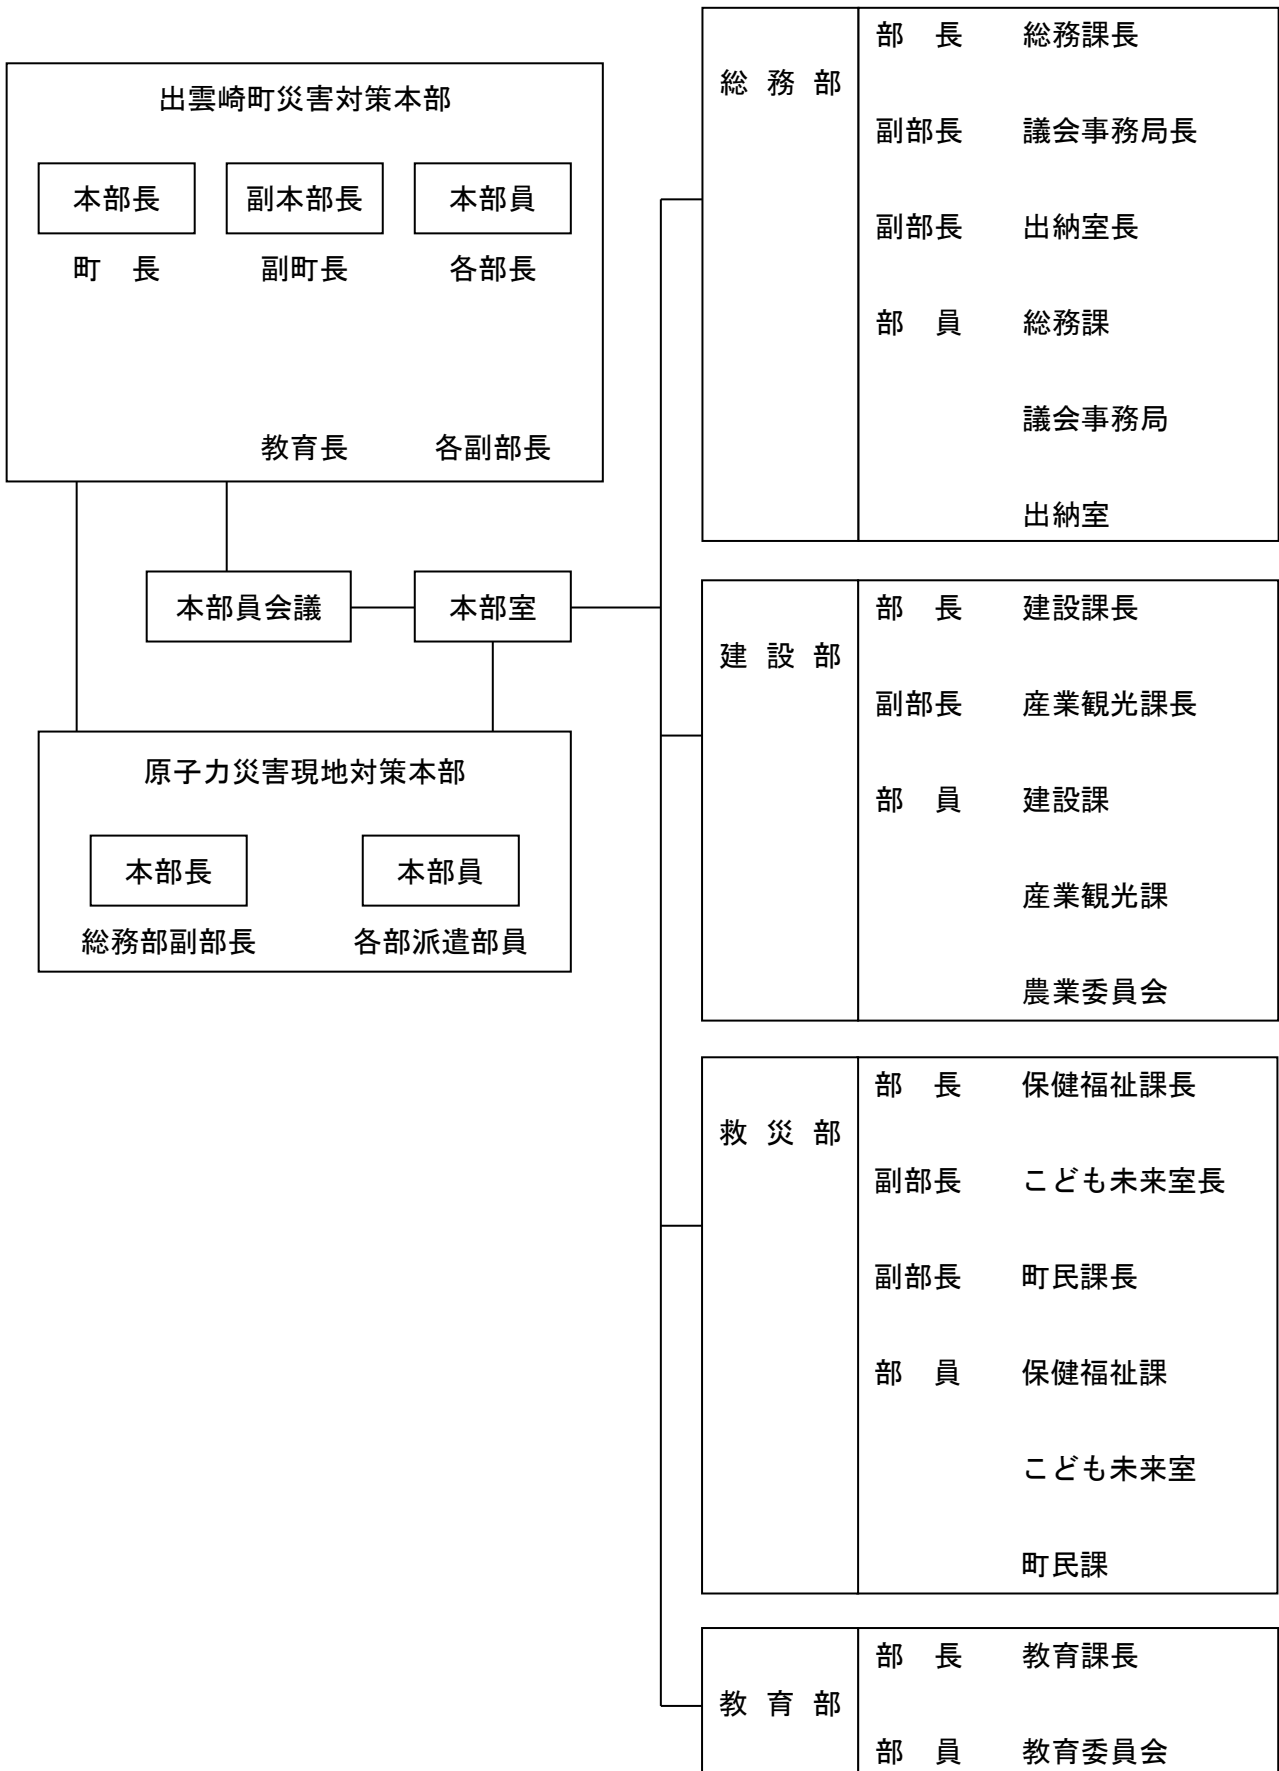 出雲崎町災害対策本部
本部長 副本部長 本部員
町　長 副町長 各部長
教育長 各副部長
本部員会議 本部室
原子力災害現地対策本部
本部長 本部員
総務部副部長 各部派遣部員
総 務 部
部　長 総務課長
副部長 議会事務局長
副部長 出納室長
部　員 総務課
議会事務局
出納室
建 設 部
部　長 建設課長
副部長 産業観光課長
部　員 建設課
産業観光課
農業委員会
救 災 部
部　長 保健福祉課長
副部長 こども未来室長
副部長 町民課長
部　員 保健福祉課
こども未来室
町民課
教 育 部
部　長 教育課長
部　員 教育委員会